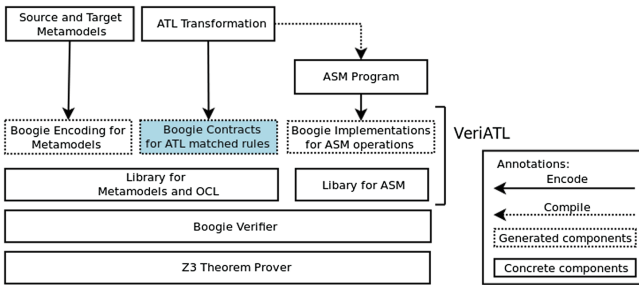 Source and Target
Metamodels
ATL Transformation
ASM Program
Boogie Encoding for
Metamodels
Boogie Contracts
for ATL matched rules
Boogie Implementations
for ASM operations
VeriATL
Library for
Metamodels and OCL
Libary for ASM
Boogie Verifier
Z3 Theorem Prover
Annotations:
Encode
Compile
Generated components
Concrete components